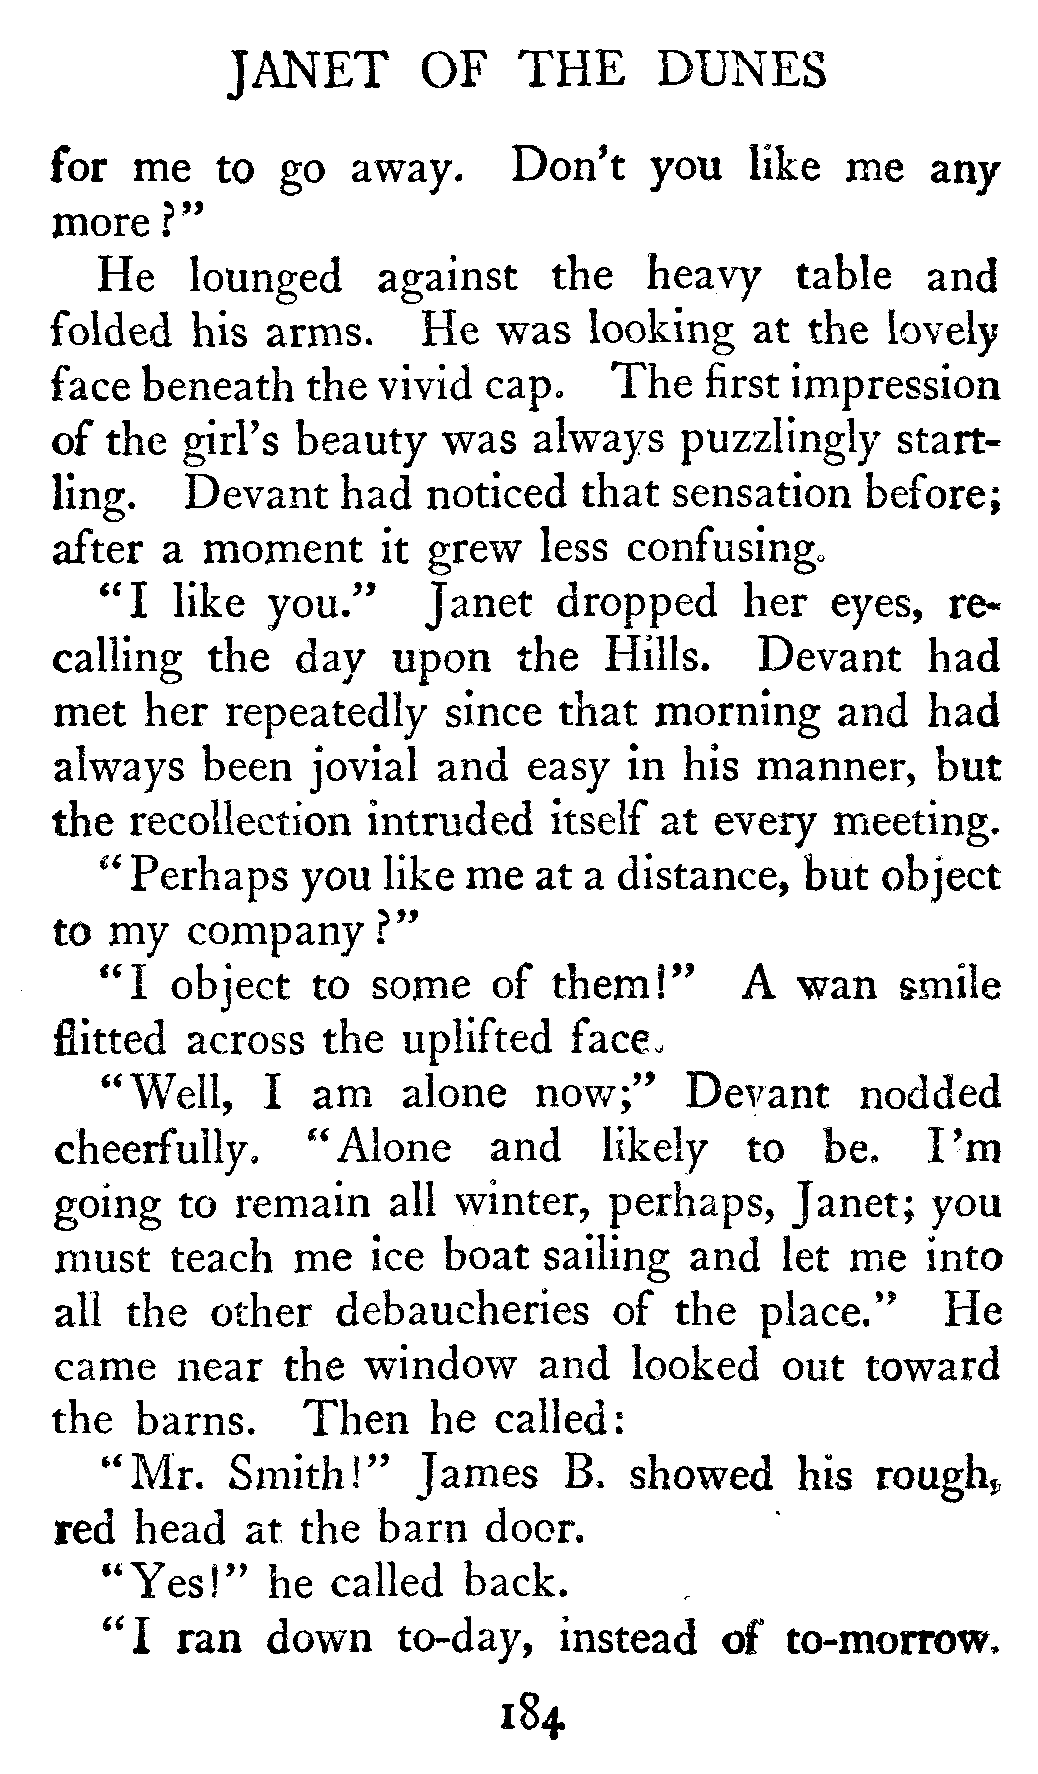 JANET OF THE DUNES
for me to go away. Don't you like me any
more?"
He lounged against the heavy table and
folded his arms. He was looking at the lovely
face beneath the vivid cap. The first impression
of the girl's beauty was always puzzlingly start-
ling. Devant had noticed that sensation before;
after a moment it grew less confusing.
"I like you." Janet dropped her eyes, re-
calling the day upon the Hills. Devant had
met her repeatedly since that morning and had
always been jovial and easy in his manner, but
the recollection intruded itself at every meeting.
"Perhaps you like me at a distance, but object
to my company?"
"I object to some of them!" A wan smile
flitted across the uplifted face.
"Well, I am alone now;" Devant nodded
cheerfully. "Alone and likely to be. I'm
going to remain all winter, perhaps, Janet; you
must teach me ice boat sailing and let me into
all the other debaucheries of the place." He
came near the window and looked out toward
the barns. Then he called:
"Mr. Smith!" James B. showed his rough,
red head at the barn door.
"Yes!" he called back.
"I ran down to-day, instead of to-morrow.
184